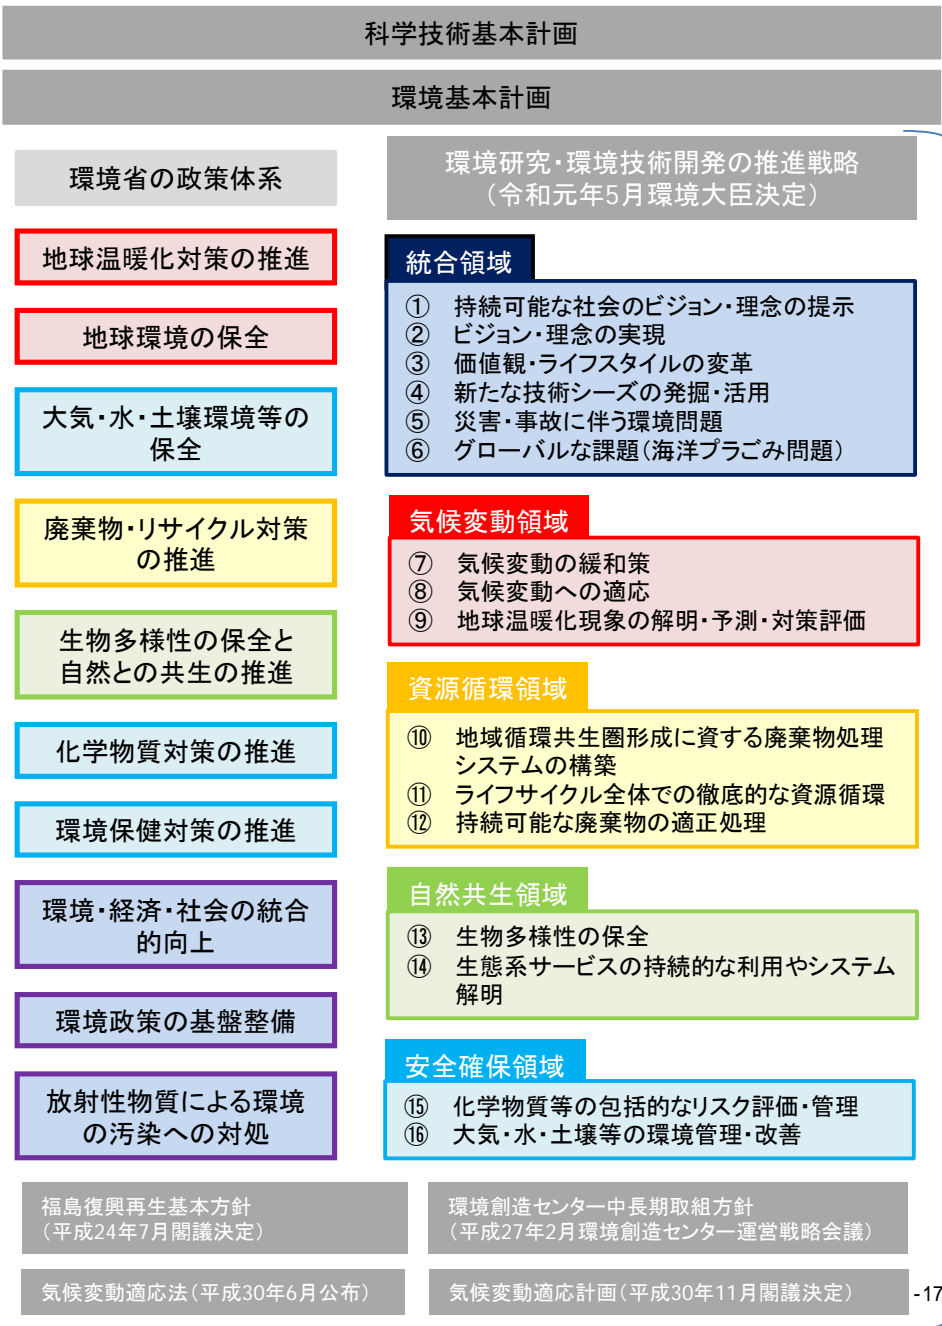 科学技術基本計画
環境基本計画
環境省の政策体系
地球温暖化対策の推進
地球環境の保全
大気・水・土壌環境等の
保全
廃棄物・リサイクル対策
の推進
生物多様性の保全と
自然との共生の推進
化学物質対策の推進
環境保健対策の推進
環境・経済・社会の統合
的向上
環境政策の基盤整備
放射性物質による環境
の汚染への対処
環境研究・環境技術開発の推進戦略
（令和元年5月環境大臣決定）
統合領域
① 持続可能な社会のビジョン・理念の提示
② ビジョン・理念の実現
③ 価値観・ライフスタイルの変革
④ 新たな技術シーズの発掘・活用
⑤ 災害・事故に伴う環境問題
⑥ グローバルな課題（海洋プラごみ問題）
気候変動領域
⑦ 気候変動の緩和策
⑧ 気候変動への適応
⑨ 地球温暖化現象の解明・予測・対策評価
資源循環領域
⑩ 地域循環共生圏形成に資する廃棄物処理
システムの構築
⑪ ライフサイクル全体での徹底的な資源循環
⑫ 持続可能な廃棄物の適正処理
自然共生領域
⑬ 生物多様性の保全
⑭ 生態系サービスの持続的な利用やシステム
解明
安全確保領域
⑮ 化学物質等の包括的なリスク評価・管理
⑯ 大気・水・土壌等の環境管理・改善
福島復興再生基本方針
（平成24年7月閣議決定）
環境創造センター中長期取組方針
（平成27年2月環境創造センター運営戦略会議）
気候変動適応法（平成30年6月公布）
気候変動適応計画（平成30年11月閣議決定）
-17